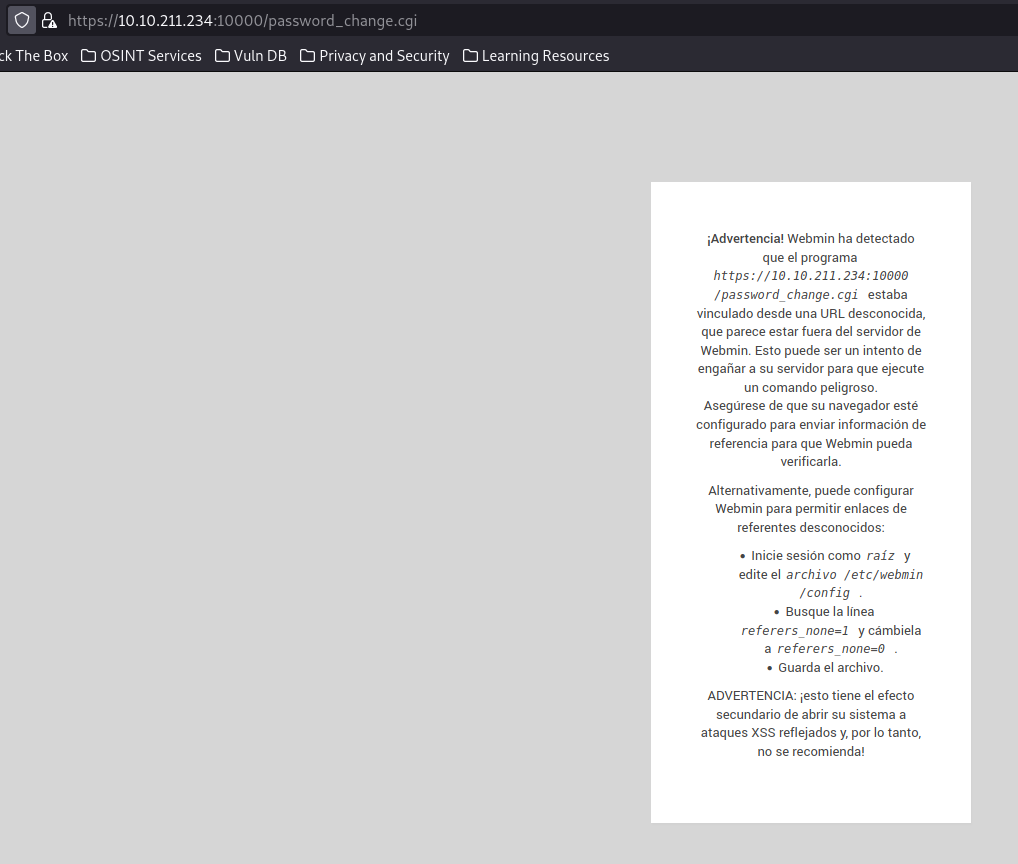 https://10.10.211.234:10000/password_change.cgi
ck The Box OSINT Services Vuln DB Privacy and Security Learning Resources
¡Advertencia! Webmin ha detectado
que el programa
https://10.10.211.234:10000
/password_change.cgi estaba
vinculado desde una URL desconocida,
que parece estar fuera del servidor de
Webmin. Esto puede ser un intento de
engañar a su servidor para que ejecute
un comando peligroso.
Asegúrese de que su navegador esté
configurado para enviar información de
referencia para que Webmin pueda
verificarla.
Alternativamente, puede configurar
Webmin para permitir enlaces de
referentes desconocidos:
• Inicie sesión como raíz y
edite el archivo /etc/webmin
/config .
• Busque la línea
referers_none=1 y cámbiela
a referers_none=0 .
• Guarda el archivo.
ADVERTENCIA: ¡esto tiene el efecto
secundario de abrir su sistema a
ataques XSS reflejados y, por lo tanto,
no se recomienda!